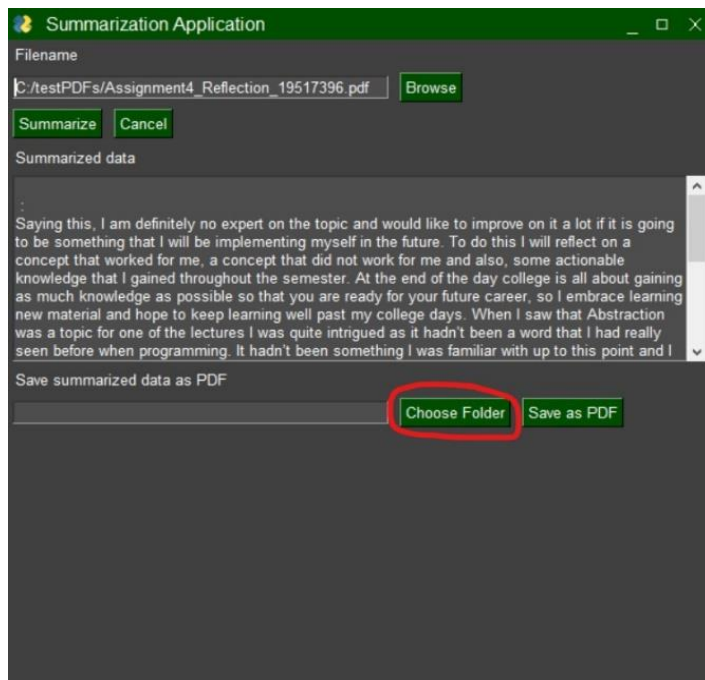 Summarization Application
Filename
C:/testPDFs/Assignment4_Reflection_19517396.pdf Browse
Summarize Cancel
Summarized data
:
Saying this, I am definitely no expert on the topic and would like to improve on it a lot if it is going
to be something that I will be implementing myself in the future. To do this I will reflect on a
concept that worked for me, a concept that did not work for me and also, some actionable
knowledge that I gained throughout the semester. At the end of the day college is all about gaining
as much knowledge as possible so that you are ready for your future career, so I embrace learning
new material and hope to keep learning well past my college days. When I saw that Abstraction
was a topic for one of the lectures I was quite intrigued as it hadn't been a word that I had really
seen before when programming. It hadn't been something I was familiar with up to this point and I
Save summarized data as PDF
Choose Folder Save as PDF